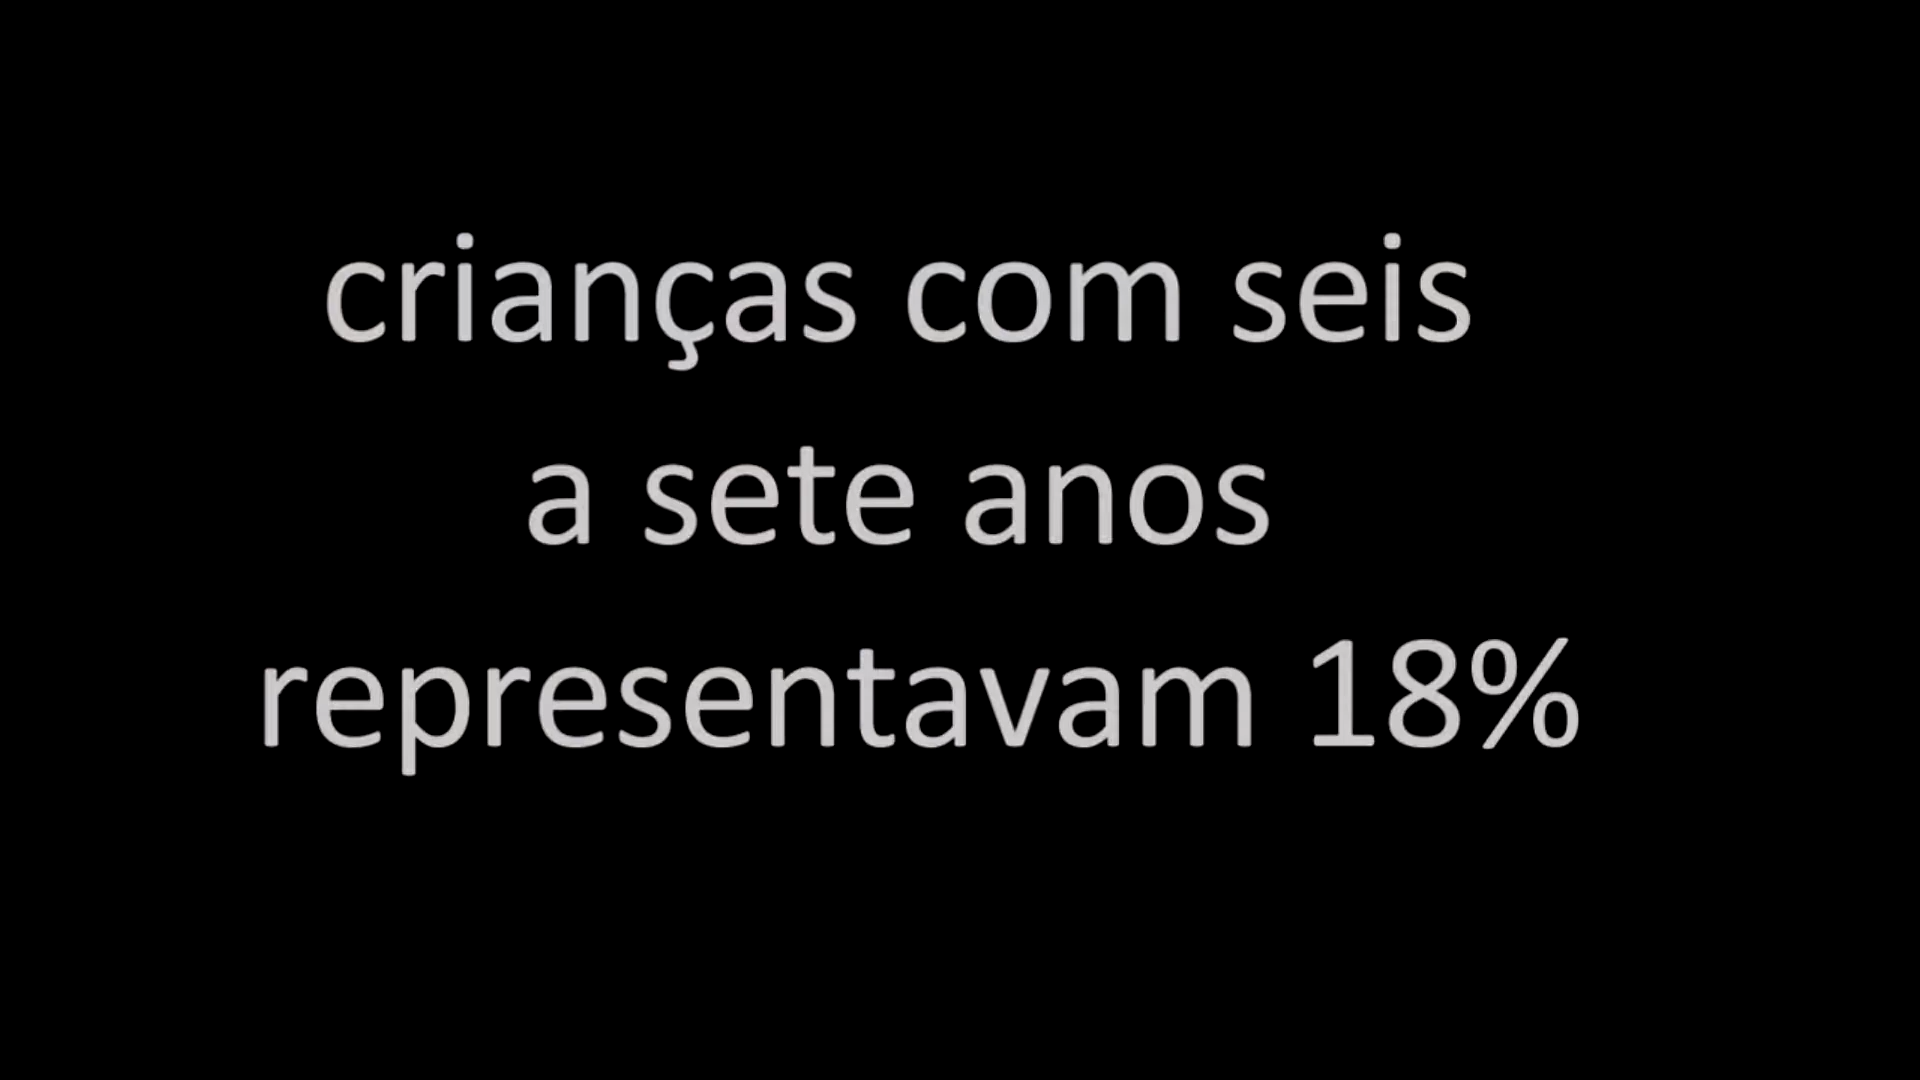 crianças com seis
a sete anos
representavam 18%